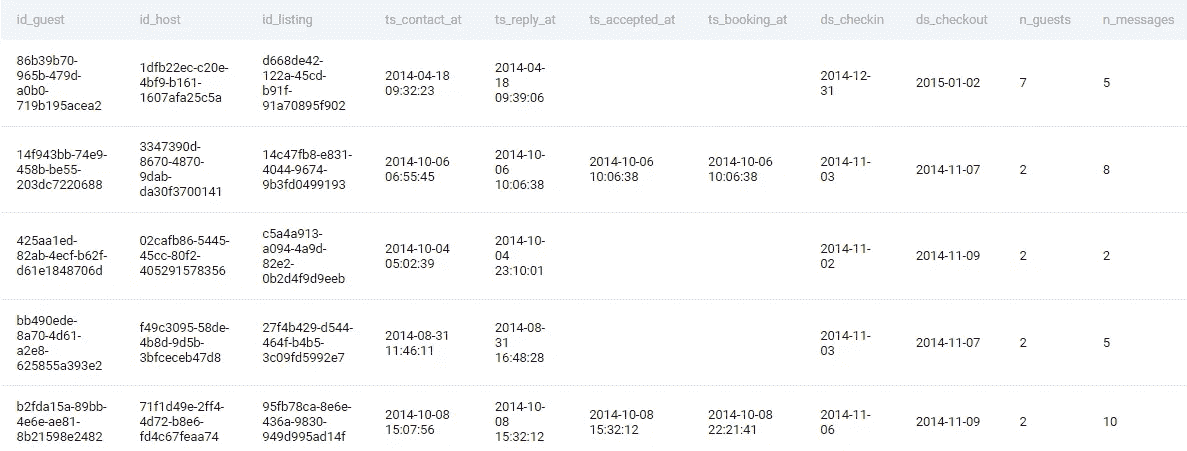 id_guest id_host id_listing ts_contact_at ts_reply_at ts_accepted_at ts_booking_at ds_checkin ds_checkout n_guests n_messages
86b39b70-
965b-479d-
a0b0-
719b195acea2
1dfb22ec-c20e-
4bf9-b161-
1607afa25c5a
d668de42-
122a-45cd-
b91f-
91a70895f902
2014-04-18
09:32:23
2014-04-
18
09:39:06
2014-12-
31
2015-01-02
7
5
14f943bb-74e9-
458b-be55-
203dc7220688
3347390d-
8670-4870-
9dab-
da30f3700141
14c47fb8-e831-
4044-9674-
9b3fd0499193
2014-10-06
06:55:45
2014-10-
06
10:06:38
2014-10-06
10:06:38
2014-10-06
10:06:38
2014-11-
03
2014-11-07
2
8
425aa1ed-
82ab-4ecf-b62f-
d61e1848706d
02cafb86-5445-
45cc-80f2-
405291578356
c5a4a913-
a094-4a9d-
82e2-
0b2d4f9d9eeb
2014-10-04
05:02:39
2014-10-
04
23:10:01
2014-11-
02
2014-11-09
2
2
bb490ede-
8a70-4d61-
a2e8-
625855a393e2
f49c3095-58de-
4b8d-9d5b-
3bfceceb47d8
27f4b429-d544-
464f-b4b5-
3c09fd5992e7
2014-08-31
11:46:11
2014-08-
31
16:48:28
2014-11-
03
2014-11-07
2
5
b2fda15a-89bb-
4e6e-ae81-
8b21598e2482
71f1d49e-2ff4-
4d72-b8e6-
fd4c67feaa74
95fb78ca-8e6e-
436a-9830-
949d995ad14f
2014-10-08
15:07:56
2014-10-
08
15:32:12
2014-10-08
15:32:12
2014-10-08
22:21:41
2014-11-
06
2014-11-09
2
10